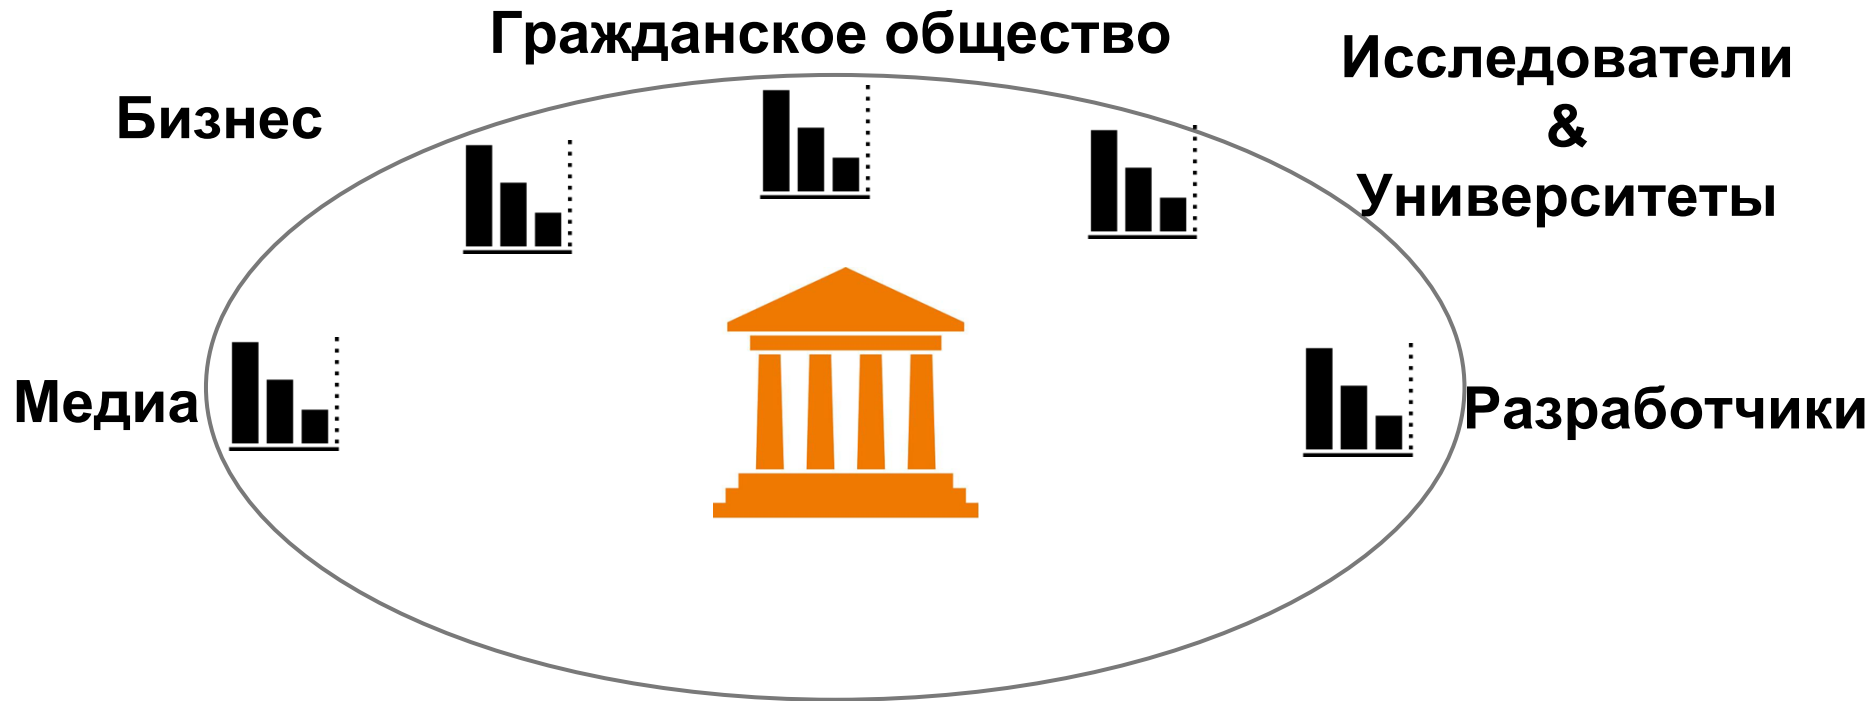 Гражданское общество
Исследователи
&
Университеты
Бизнес
Медиа
Разработчики